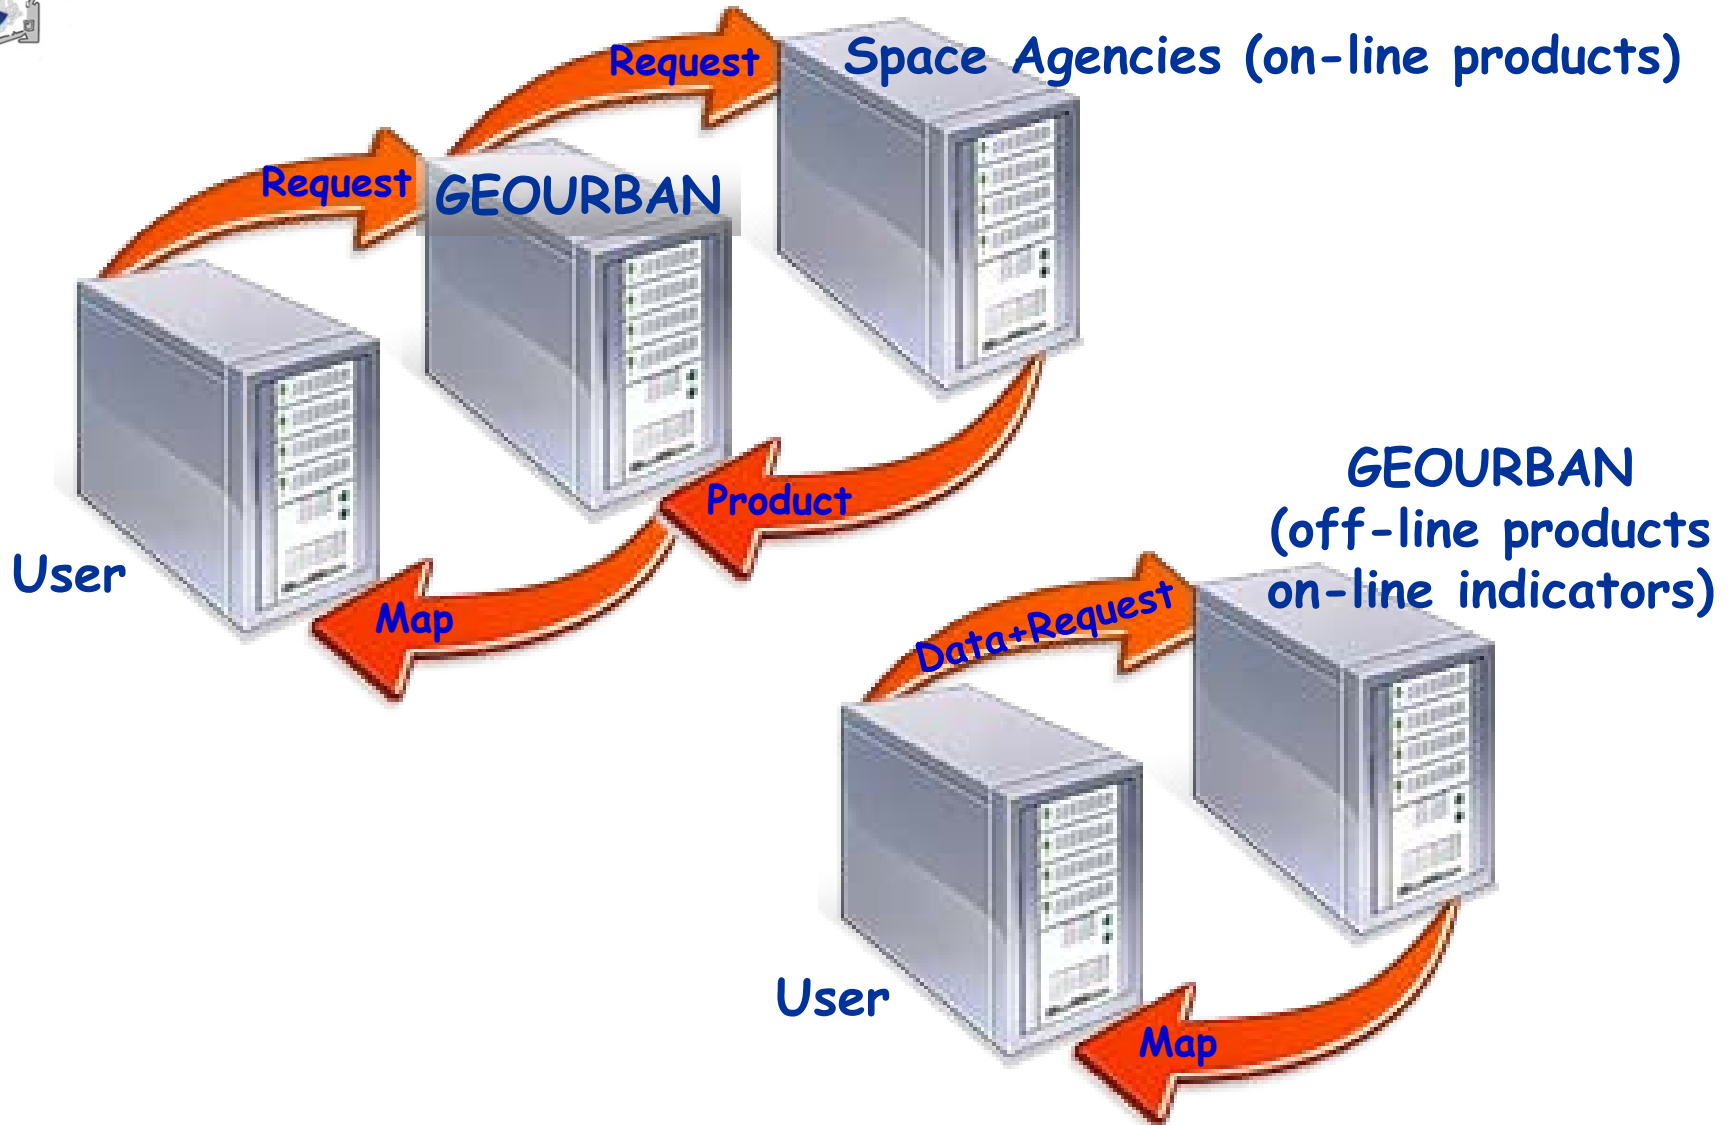 Request
Space Agencies (on-line products)
Request
GEOURBAN
Product
User
Map
GEOURBAN
(off-line products
on-line indicators)
Data+Request
User
Map